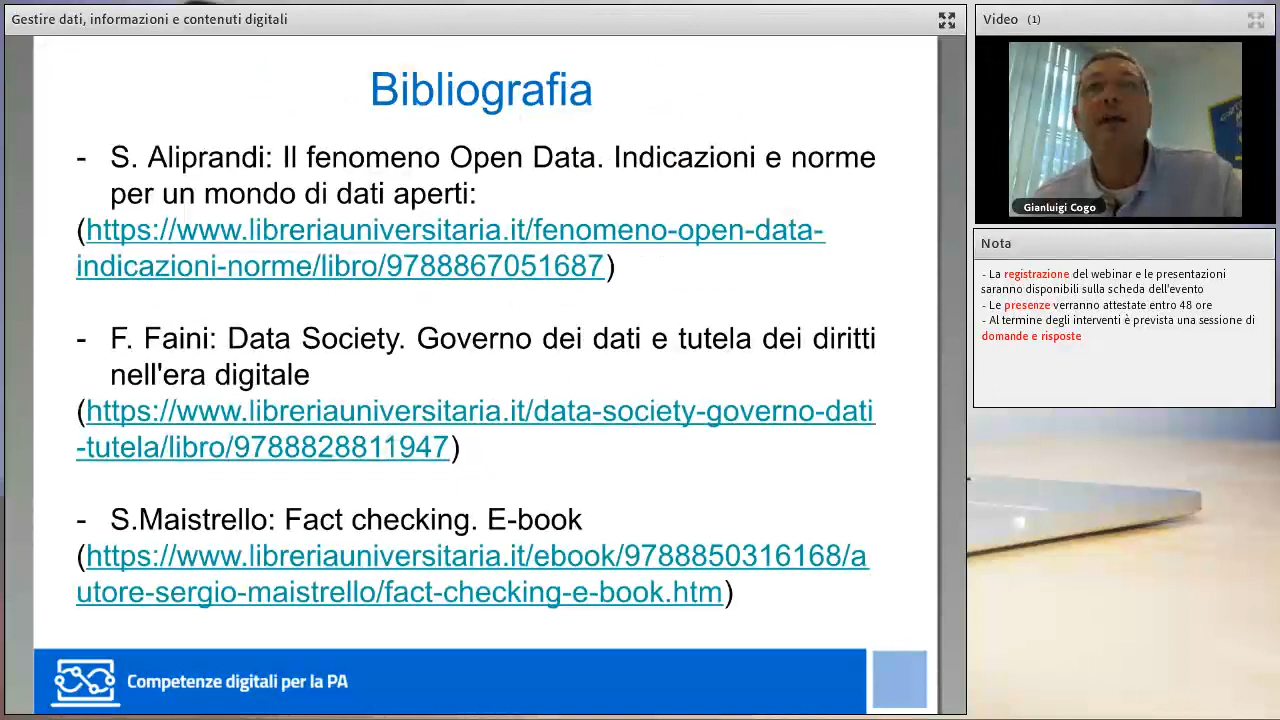 Gestire dati, informazioni e contenuti digitali
Bibliografia
- S. Aliprandi: Il fenomeno Open Data. Indicazioni e norme
per un mondo di dati aperti:
(https://www.libreriauniversitaria.it/fenomeno-open-data-
indicazioni-norme/libro/9788867051687)
- F. Faini: Data Society. Governo dei dati e tutela dei diritti
nell'era digitale
(https://www.libreriauniversitaria.it/data-society-governo-dati
-tutela/libro/9788828811947)
- S.Maistrello: Fact checking. E-book
(https://www.libreriauniversitaria.it/ebook/9788850316168/a
utore-sergio-maistrello/fact-checking-e-book.htm)
Competenze digitali per la PA
Video (1)
Gianluigi Cogo
Nota
- La registrazione del webinar e le presentazioni
saranno disponibili sulla scheda dell'evento
- Le presenze verranno attestate entro 48 ore
- Al termine degli interventi è prevista una sessione di
domande e risposte